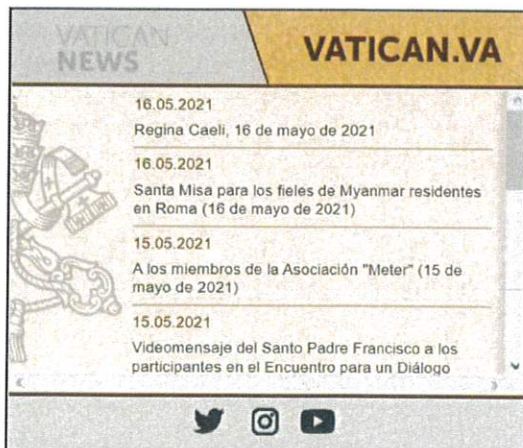 VATICAN
NEWS
VATICAN.VA
16.05.2021
Regina Caeli, 16 de mayo de 2021
16.05.2021
Santa Misa para los fieles de Myanmar residentes
en Roma (16 de mayo de 2021)
15.05.2021
A los miembros de la Asociación "Meter" (15 de
mayo de 2021)
15.05.2021
Videomensaje del Santo Padre Francisco a los
participantes en el Encuentro para un Diálogo